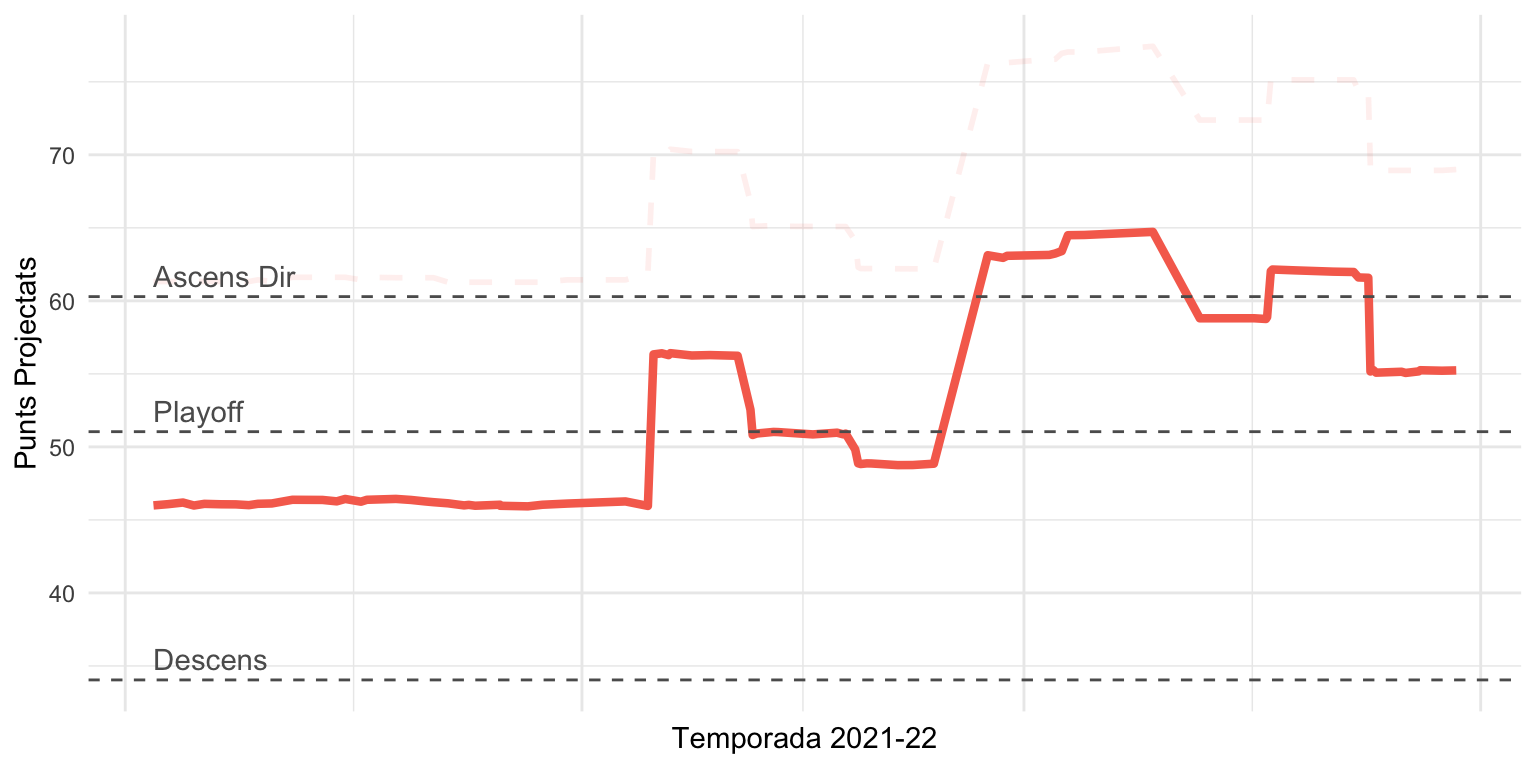 70
60
50
40
Punts Projectats
Ascens Dir
Playoff
Descens
Temporada 2021-22